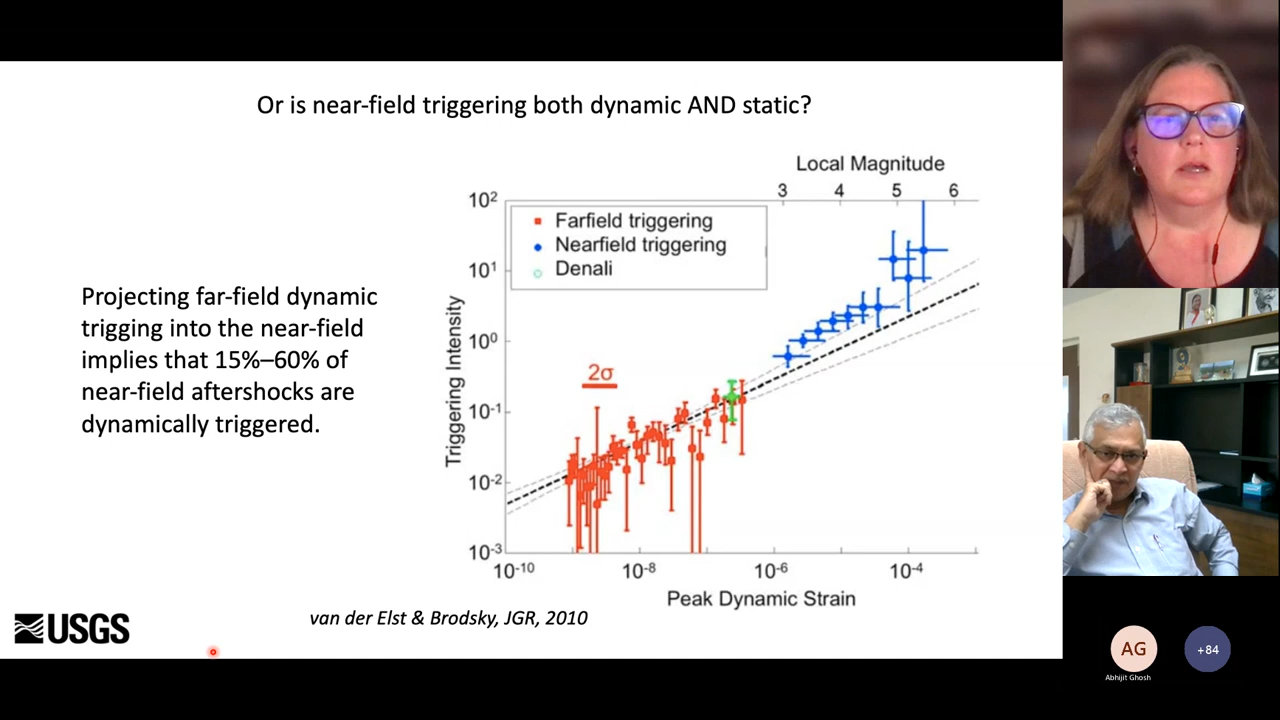 Or is near-field triggering both dynamic AND static?
Projecting far-field dynamic
trigging into the near-field
implies that 15%–60% of
near-field aftershocks are
dynamically triggered.
Local Magnitude
3 4 5 6
Farfield triggering
Nearfield triggering
Denali
2σ
Triggering Intensity
10²
10¹
10⁰
10⁻¹
10⁻²
10⁻³
10⁻¹⁰ 10⁻⁸ 10⁻⁶ 10⁻⁴
Peak Dynamic Strain
van der Elst & Brodsky, JGR, 2010
USGS
AG
Abhijit Ghosh
+84